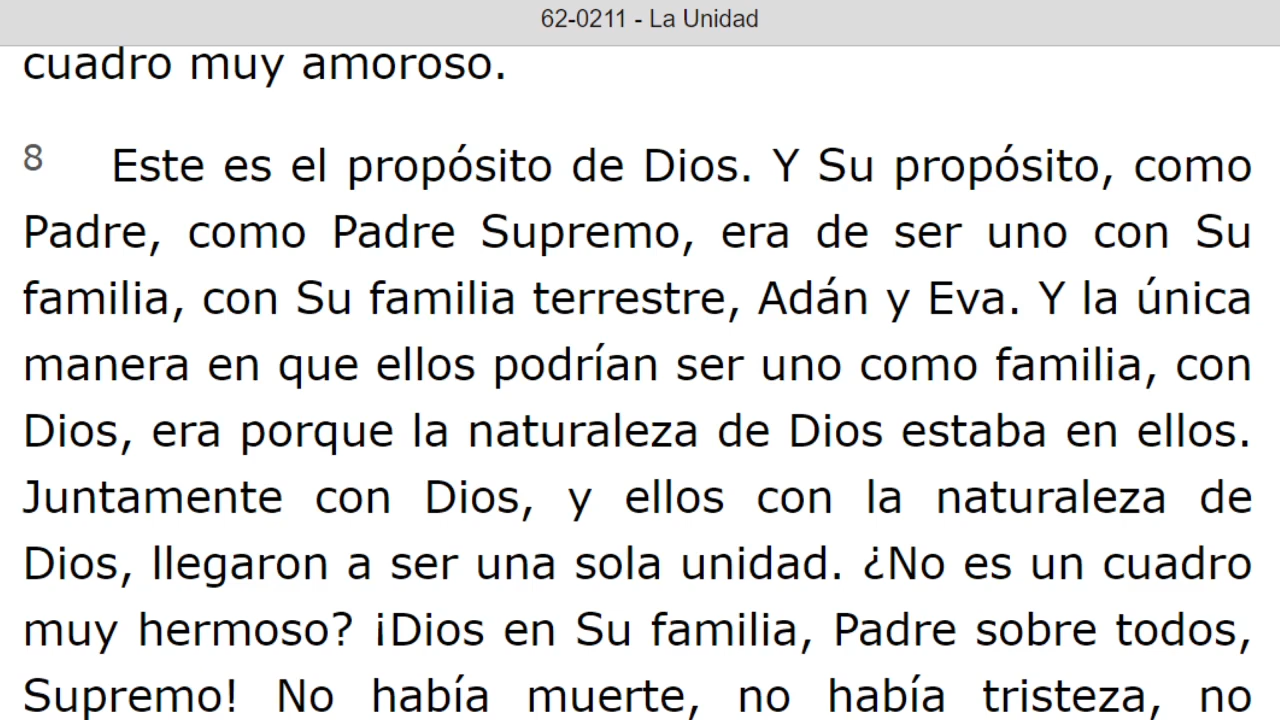 62-0211 - La Unidad
cuadro muy amoroso.
8 Este es el propósito de Dios. Y Su propósito, como
Padre, como Padre Supremo, era de ser uno con Su
familia, con Su familia terrestre, Adán y Eva. Y la única
manera en que ellos podrían ser uno como familia, con
Dios, era porque la naturaleza de Dios estaba en ellos.
Juntamente con Dios, y ellos con la naturaleza de
Dios, llegaron a ser una sola unidad. ¿No es un cuadro
muy hermoso? ¡Dios en Su familia, Padre sobre todos,
Supremo! No había muerte, no había tristeza, no